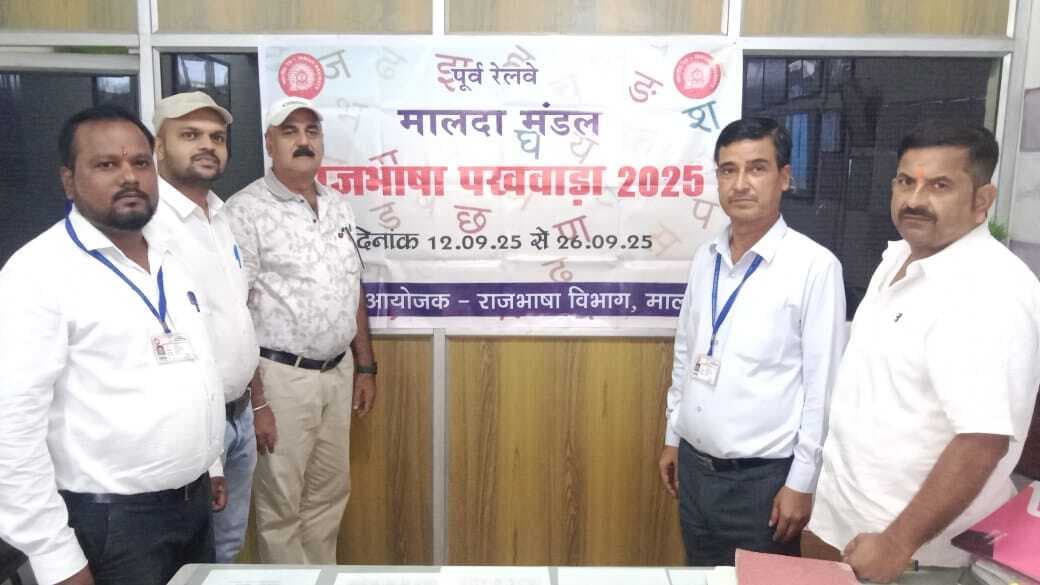 पूर्व रेलवे
मालदा मंडल
राजभाषा पखवाड़ा 2025
दिनांक 12.09.25 से 26.09.25
आयोजक - राजभाषा विभाग, माल